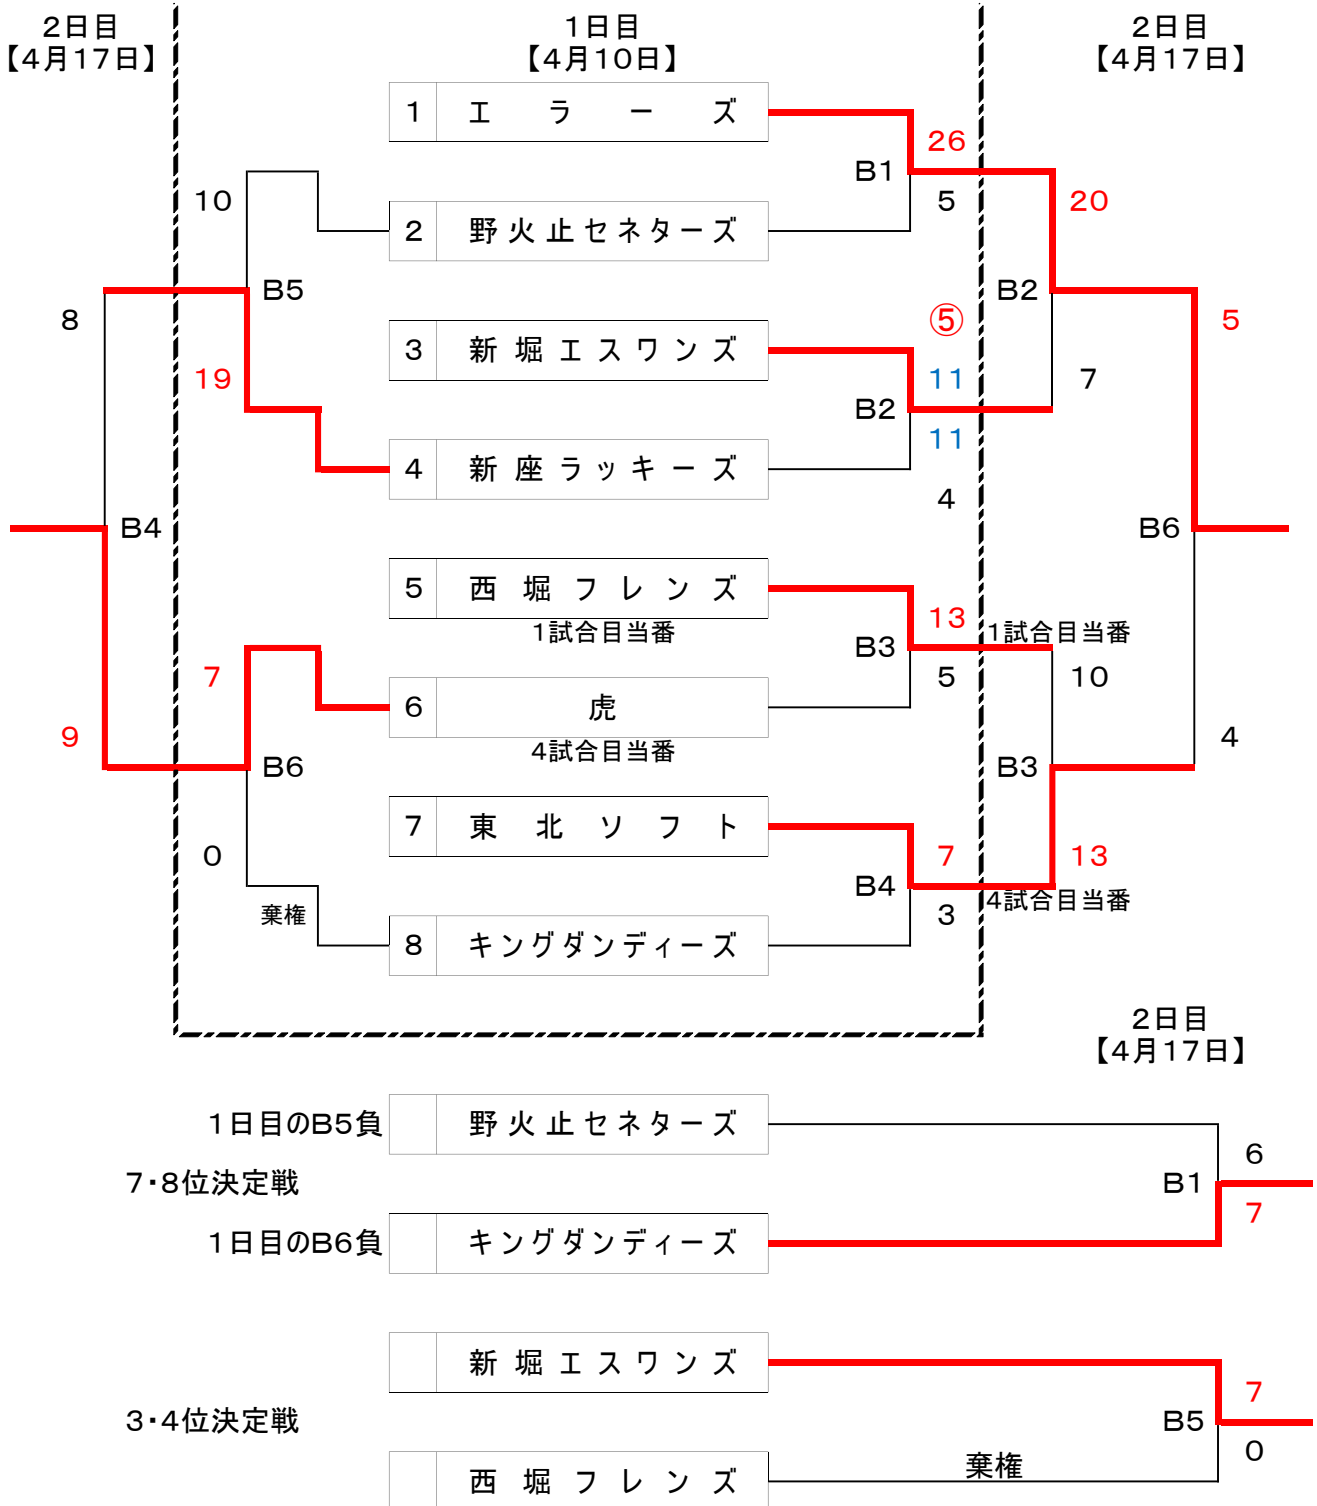 2日目
【4月17日】
1日目
【4月10日】
2日目
【4月17日】
1 エラーズ
26
B1
10
5
20
2 野火止セネターズ
B5
B2
8
⑤
5
3 新堀エスワンズ
19
11
7
B2
11
4 新座ラッキーズ
4
B4
B6
5 西堀フレンズ
13
1試合目当番
1試合目当番
B3
7
5
10
6 虎
9
4
4試合目当番
B6
B3
7 東北ソフト
0
7
13
B4
4試合目当番
棄権
3
8 キングダンディーズ
2日目
【4月17日】
1日目のB5負
野火止セネターズ
6
7・8位決定戦
B1
7
1日目のB6負
キングダンディーズ
新堀エスワンズ
7
3・4位決定戦
B5
0
棄権
西堀フレンズ